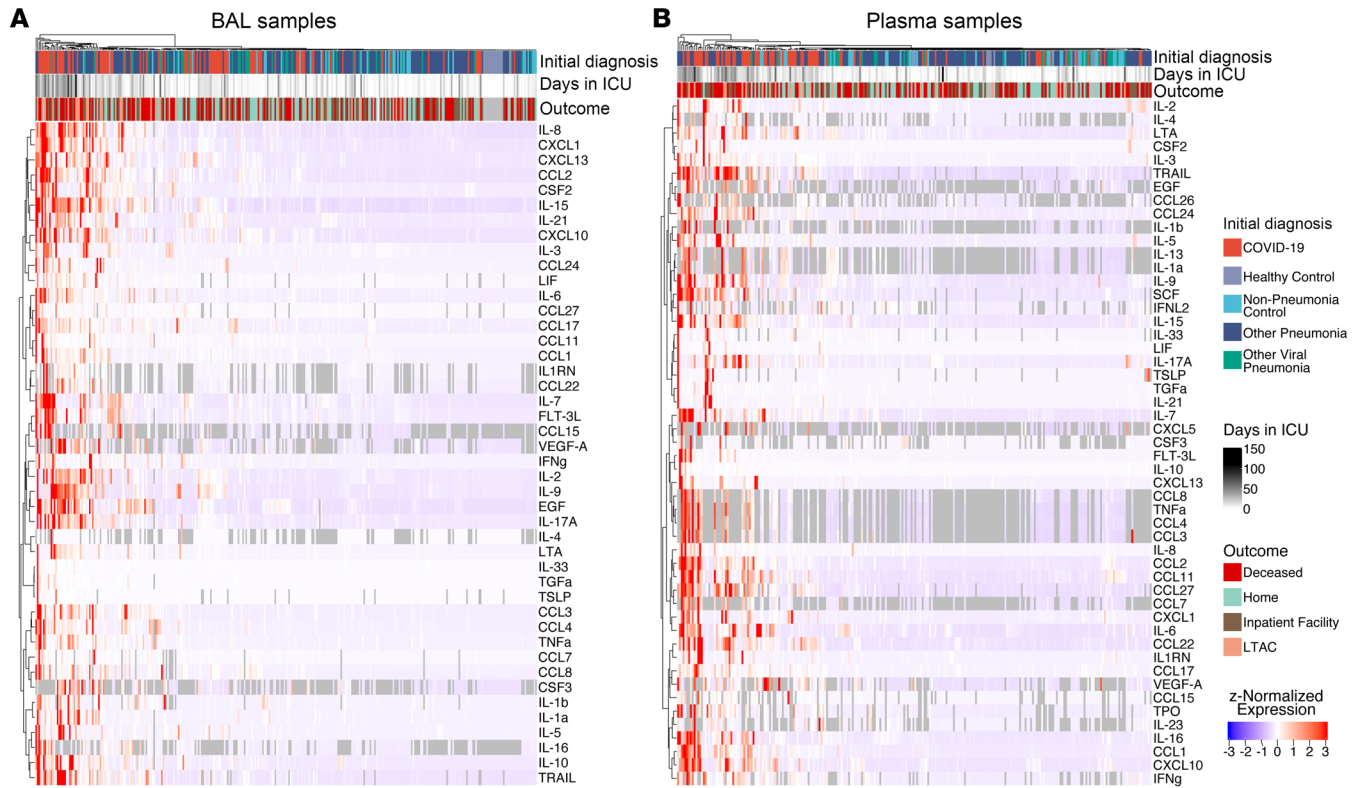 A
BAL samples
Initial diagnosis
Days in ICU
Outcome
IL-8
CXCL1
CXCL13
CCL2
CSF2
IL-15
IL-21
CXCL10
IL-3
CCL24
LIF
IL-6
CCL27
CCL17
CCL11
CCL1
IL1RN
CCL22
IL-7
FLT-3L
CCL15
VEGF-A
IFNg
IL-2
IL-9
EGF
IL-17A
IL-4
LTA
IL-33
TGFa
TSLP
CCL3
CCL4
TNFa
CCL7
CCL8
CSF3
IL-1b
IL-1a
IL-5
IL-16
IL-10
TRAIL
B
Plasma samples
Initial diagnosis
Days in ICU
Outcome
IL-2
IL-4
LTA
CSF2
IL-3
TRAIL
EGF
CCL26
CCL24
IL-1b
IL-5
IL-13
IL-1a
IL-9
SCF
IFNL2
IL-15
IL-33
LIF
IL-17A
TSLP
TGFa
IL-21
IL-7
CXCL5
CSF3
FLT-3L
IL-10
CXCL13
CCL8
TNFa
CCL4
CCL3
IL-8
CCL2
CCL11
CCL27
CCL7
CXCL1
IL-6
CCL22
IL1RN
CCL17
VEGF-A
CCL15
TPO
IL-23
IL-16
CCL1
CXCL10
IFNg
Initial diagnosis
COVID-19
Healthy Control
Non-Pneumonia
Control
Other Pneumonia
Other Viral
Pneumonia
Days in ICU
150
100
50
0
Outcome
Deceased
Home
Inpatient Facility
LTAC
z-Normalized
Expression
-3 -2 -1 0 1 2 3